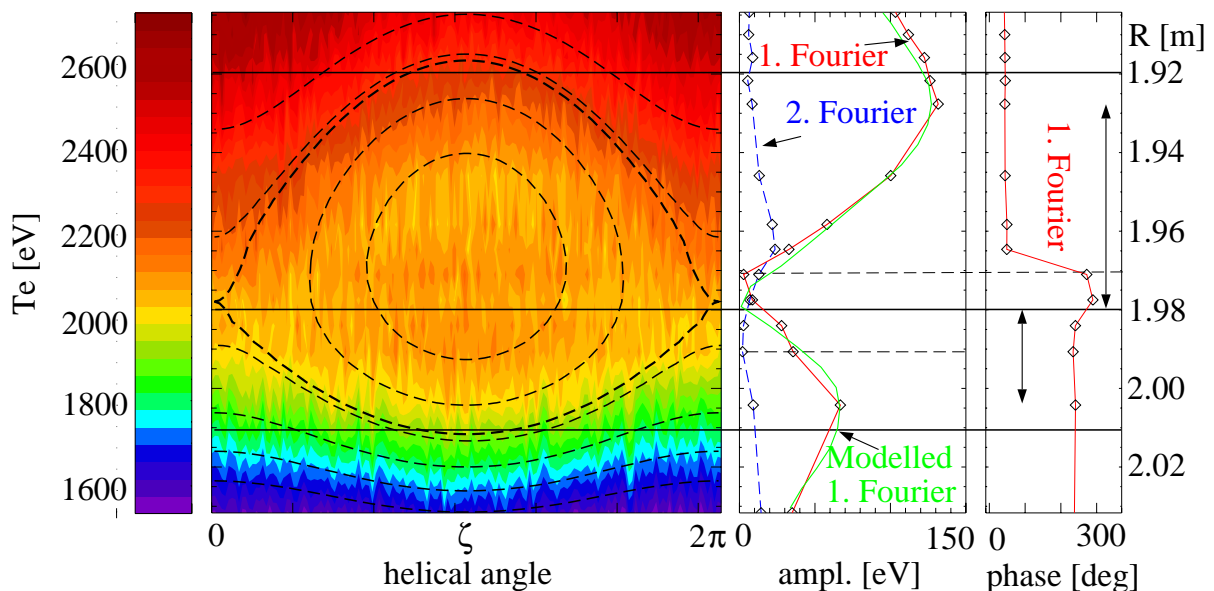 Te [eV]
2600
2400
2200
2000
1800
1600
0
ζ
2π
helical angle
1. Fourier
2. Fourier
Modelled
1. Fourier
0
150
ampl. [eV]
1. Fourier
0
300
phase [deg]
R [m]
1.92
1.94
1.96
1.98
2.00
2.02